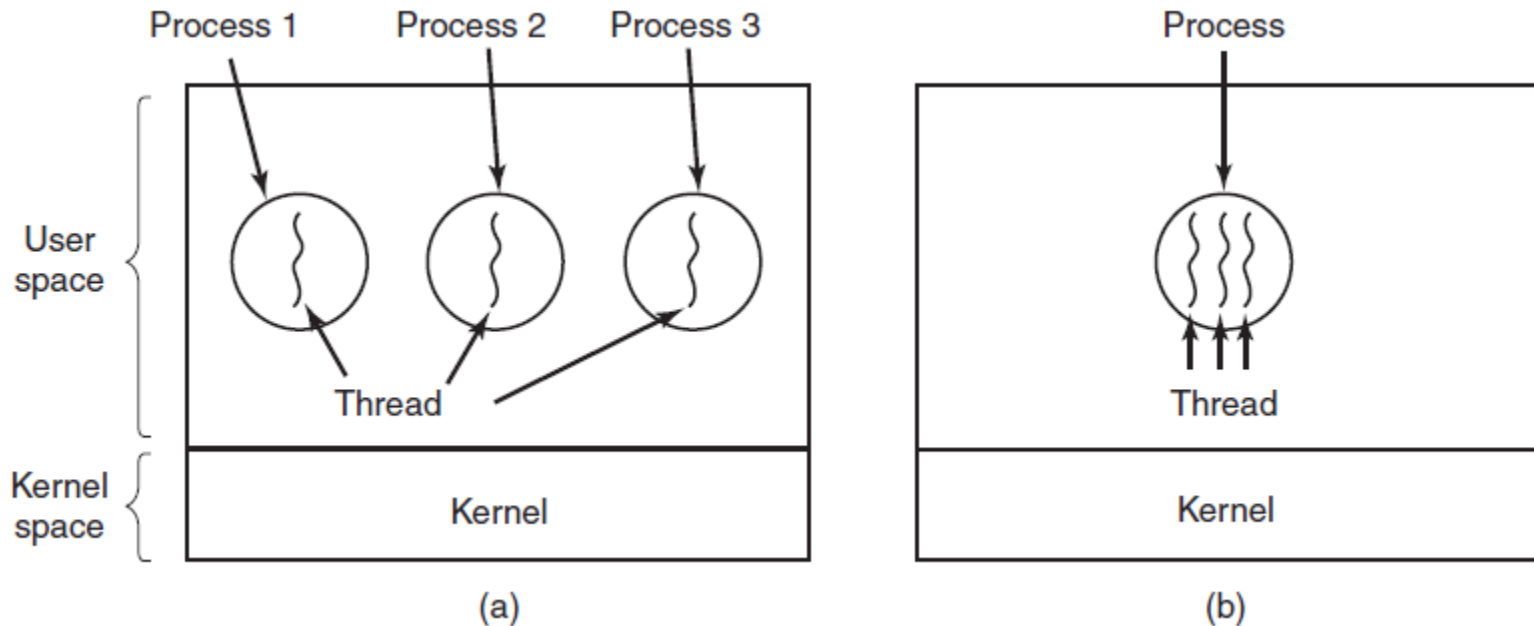 Process 1 Process 2 Process 3 Process
User
space
Thread Thread
Kernel
space
Kernel Kernel
(a) (b)